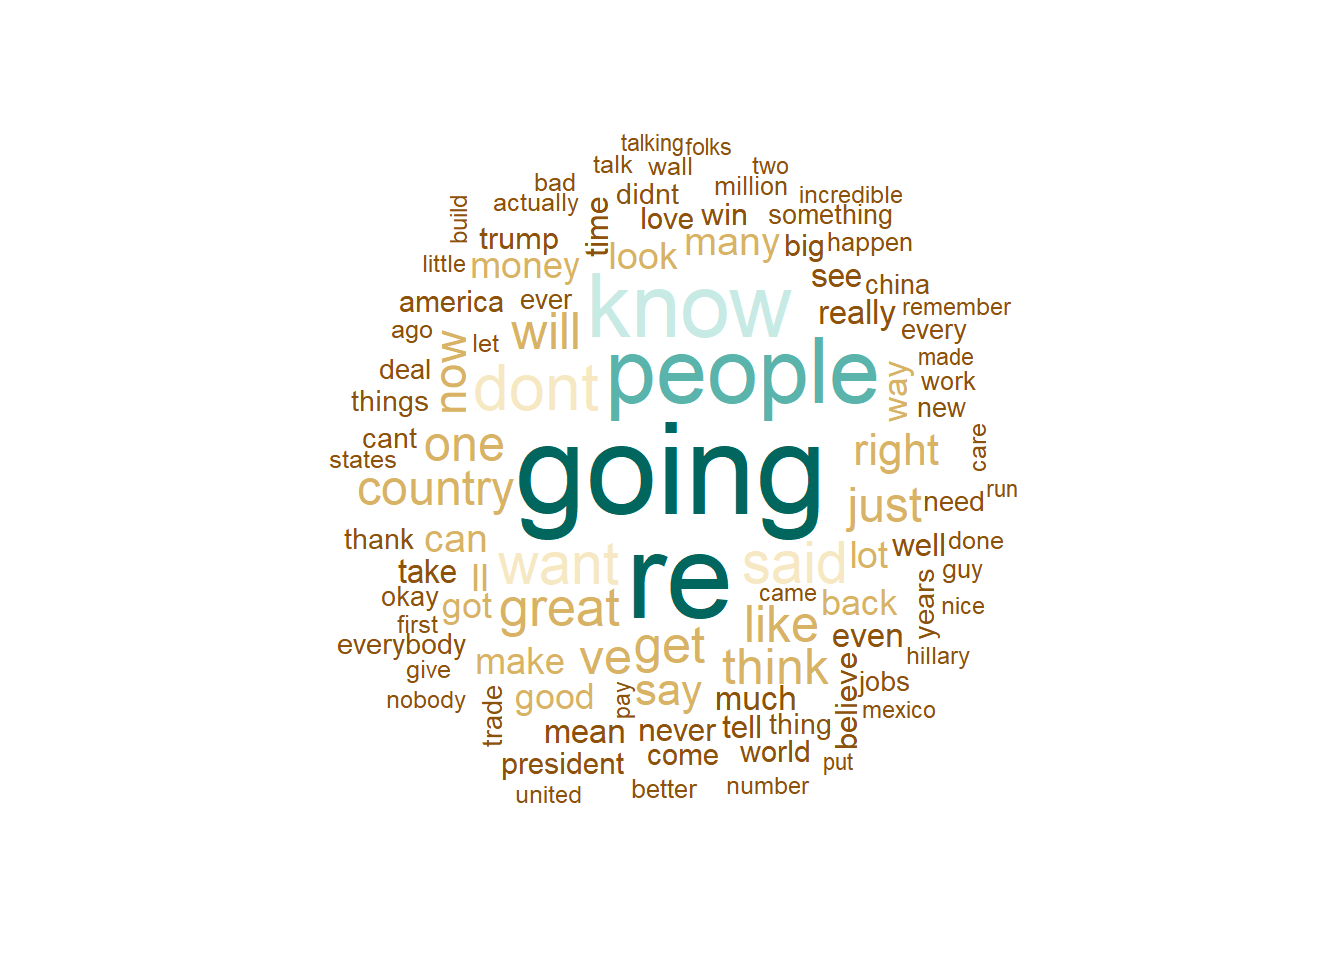 talking folks
talk wall two
bad didnt million incredible
build actually time love win something
trump look many big happen
little money see china
america ever know really remember
ago let will every
now dont people way made
deal work
things new
cant one right care
states country going just need run
thank can want re said lot well done
take ll came back years guy
okay got great like even nice
first
everybody make ve get think believe hillary
give jobs
nobody trade good pay say much mexico
mean never tell thing
president come world put
united better number